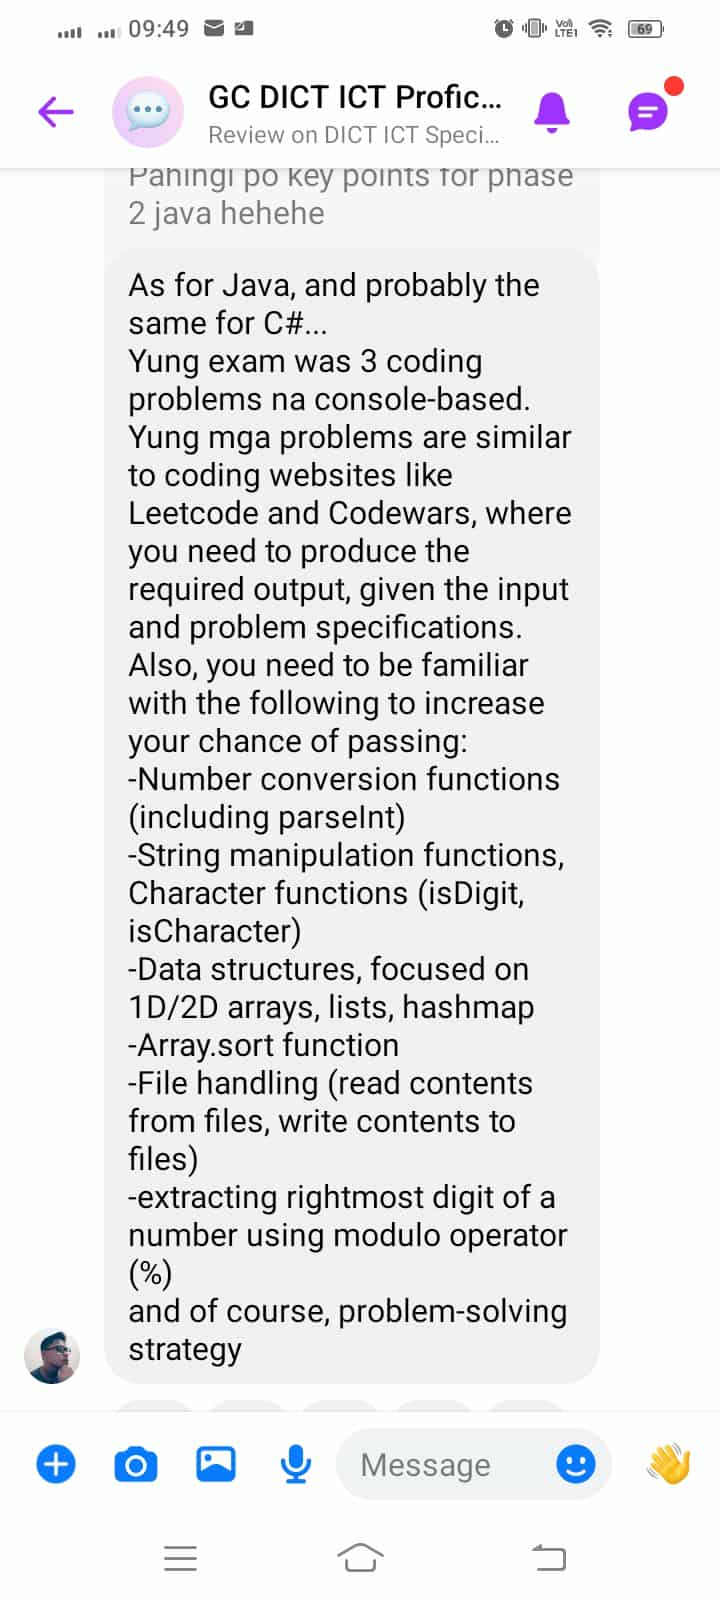 09:49
Vol)
LTE1
69
GC DICT ICT Profic...
Review on DICT ICT Speci...
Pahingi po key points for phase
2 java hehehe
As for Java, and probably the
same for C#...
Yung exam was 3 coding
problems na console-based.
Yung mga problems are similar
to coding websites like
Leetcode and Codewars, where
you need to produce the
required output, given the input
and problem specifications.
Also, you need to be familiar
with the following to increase
your chance of passing:
-Number conversion functions
(including parseInt)
-String manipulation functions,
Character functions (isDigit,
isCharacter)
-Data structures, focused on
1D/2D arrays, lists, hashmap
-Array.sort function
-File handling (read contents
from files, write contents to
files)
-extracting rightmost digit of a
number using modulo operator
(%)
and of course, problem-solving
strategy
Message